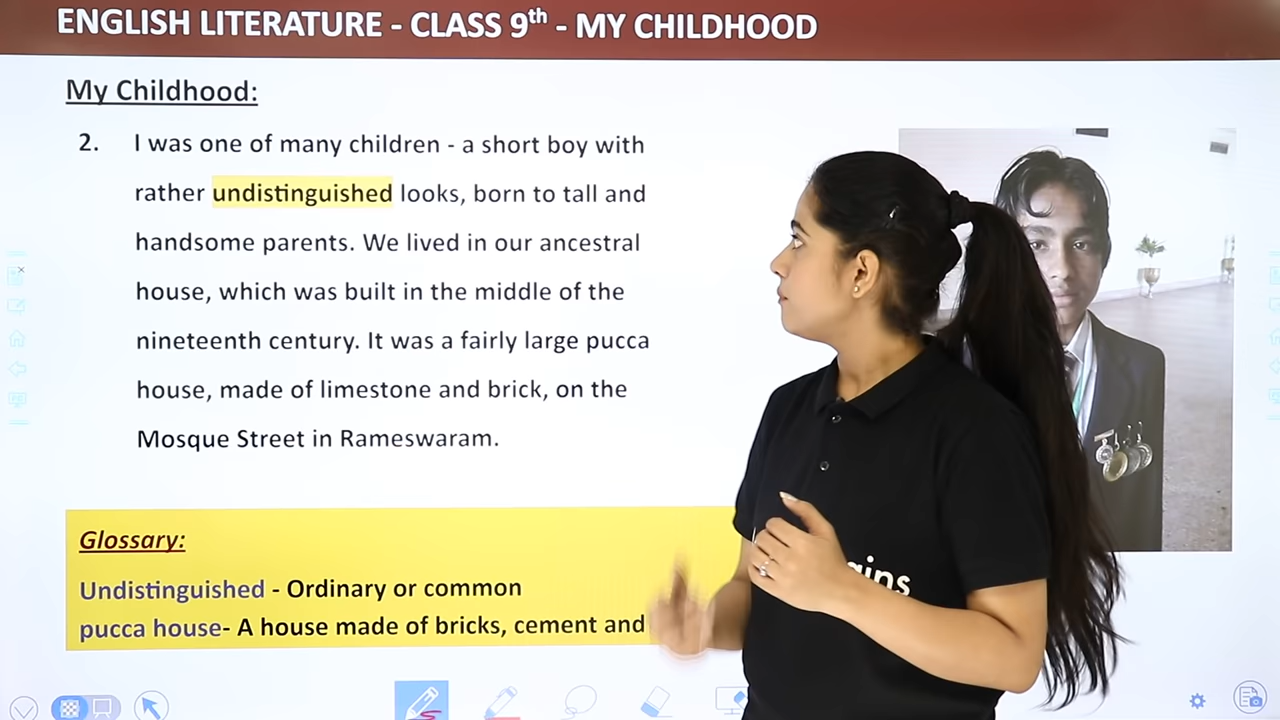 ENGLISH LITERATURE - CLASS 9th - MY CHILDHOOD
My Childhood:
2. I was one of many children - a short boy with
rather undistinguished looks, born to tall and
handsome parents. We lived in our ancestral
house, which was built in the middle of the
nineteenth century. It was a fairly large pucca
house, made of limestone and brick, on the
Mosque Street in Rameswaram.
Glossary:
Undistinguished - Ordinary or common
pucca house- A house made of bricks, cement and